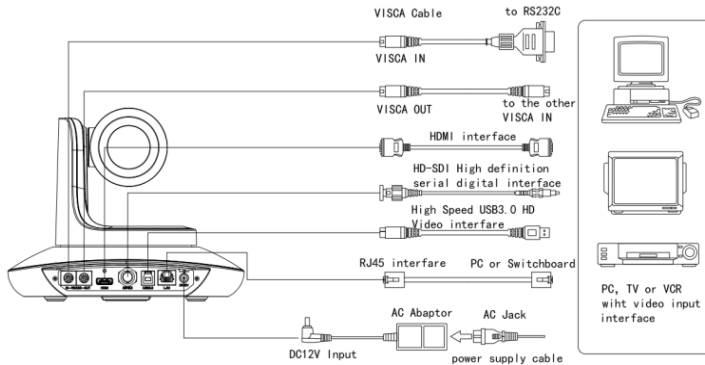 VISCA Cable
to RS232C
VISCA IN
VISCA OUT
to the other
VISCA IN
HDMI interface
HD-SDI High definition
serial digital interface
High Speed USB3.0 HD
Video interfare
RJ45 interfare
PC or Switchboard
AC Abaptor
AC Jack
DC12V Input
power supply cable
PC, TV or VCR
wiht video input
interface